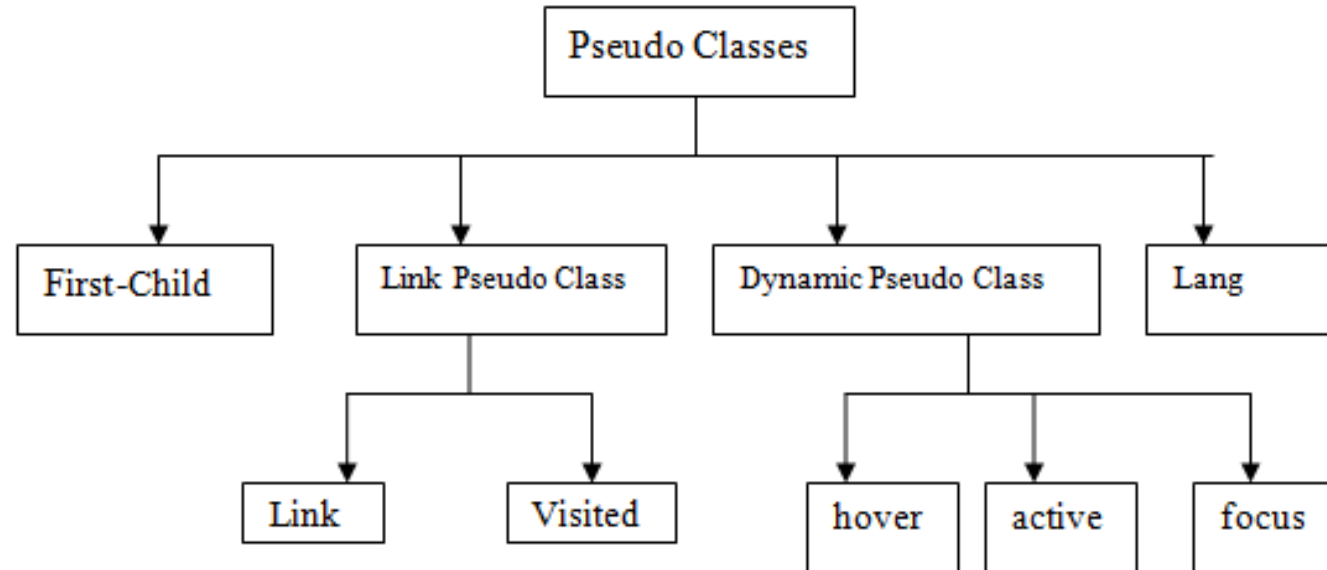 Pseudo Classes
First-Child
Link Pseudo Class
Dynamic Pseudo Class
Lang
Link
Visited
hover
active
focus